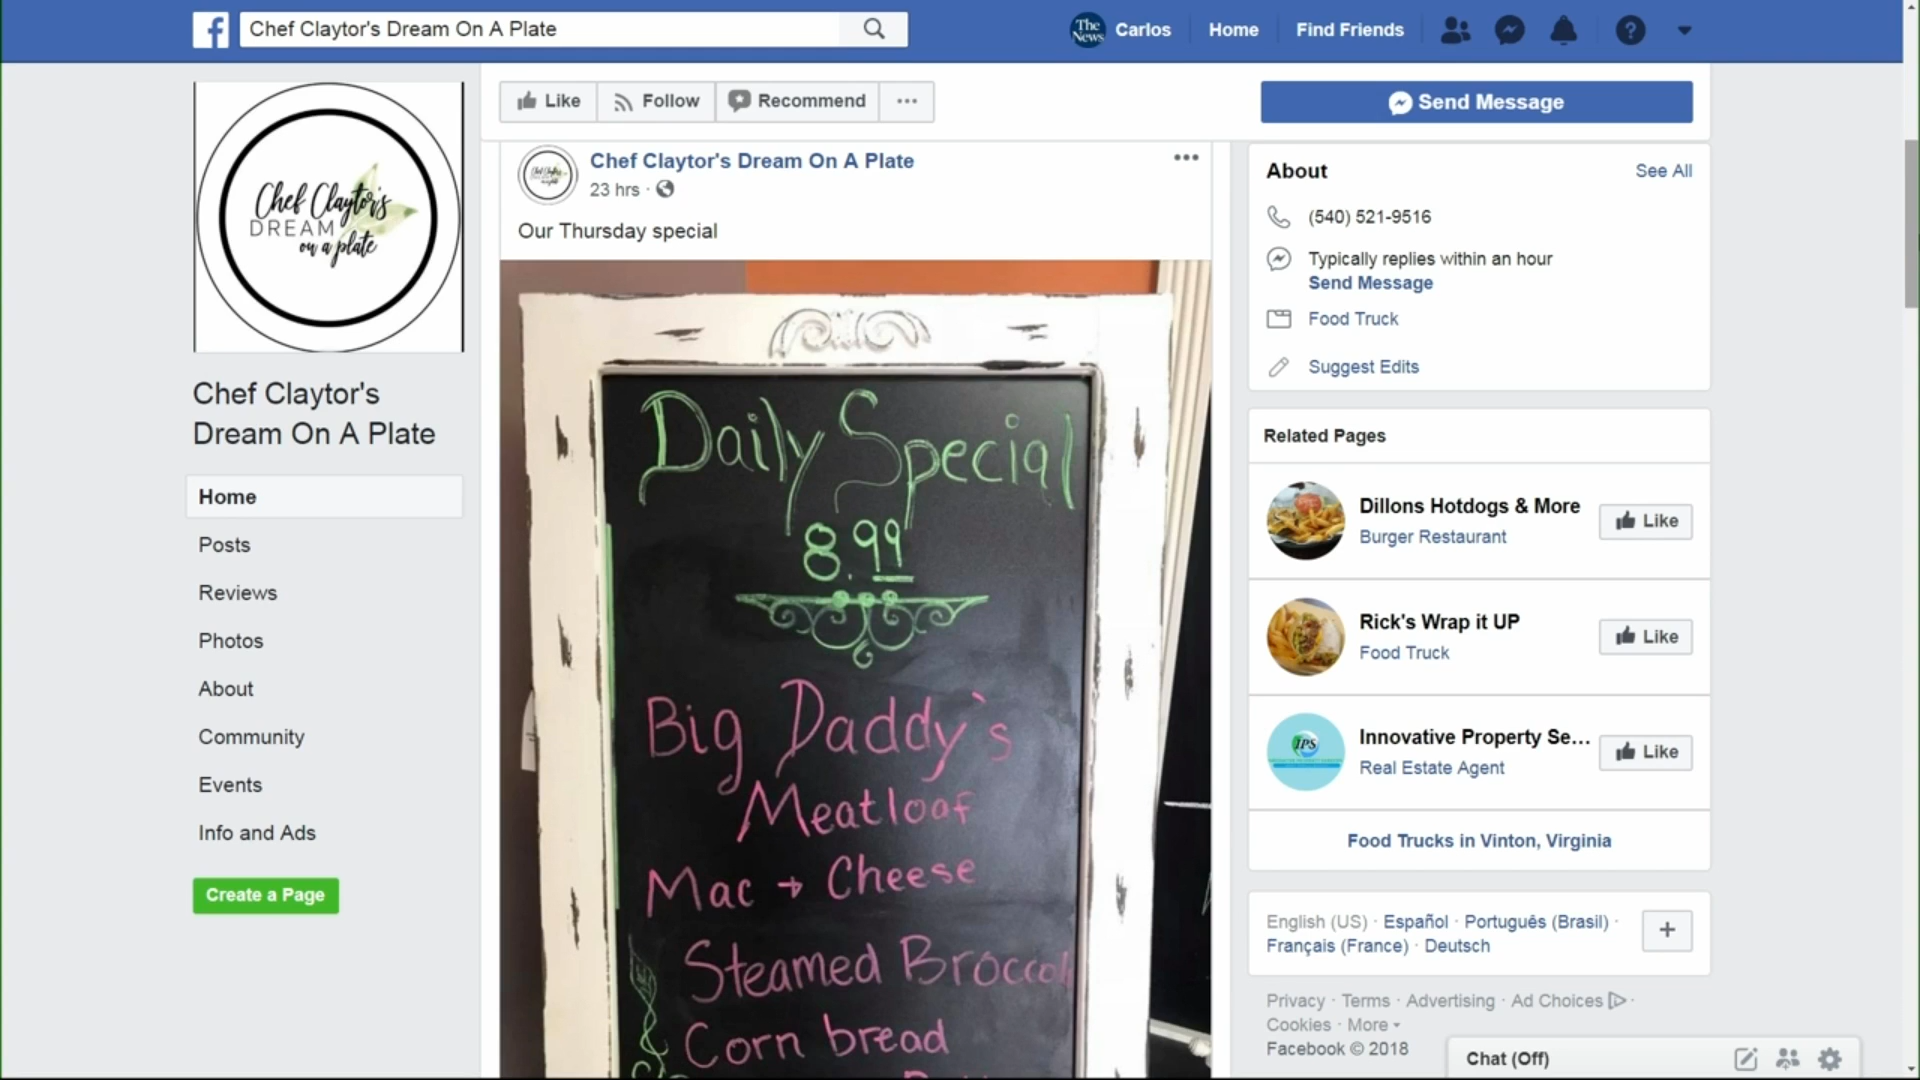 Chef Claytor's Dream On A Plate
The
News
Carlos
Home
Find Friends
Chef Claytor's
DREAM
on a plate
Chef Claytor's
Dream On A Plate
Home
Posts
Reviews
Photos
About
Community
Events
Info and Ads
Create a Page
Like
Follow
Recommend
Send Message
Chef Claytor's Dream On A Plate
23 hrs ·
Our Thursday special
Daily Special
8.99
Big Daddy's
Meatloaf
Mac + Cheese
Steamed Broccoli
Corn bread
About
See All
(540) 521-9516
Typically replies within an hour
Send Message
Food Truck
Suggest Edits
Related Pages
Dillons Hotdogs & More
Burger Restaurant
Like
Rick's Wrap it UP
Food Truck
Like
IPS
Innovative Property Se...
Real Estate Agent
Like
Food Trucks in Vinton, Virginia
English (US) · Español · Português (Brasil) ·
Français (France) · Deutsch
Privacy · Terms · Advertising · Ad Choices ·
Cookies · More
Facebook © 2018
Chat (Off)